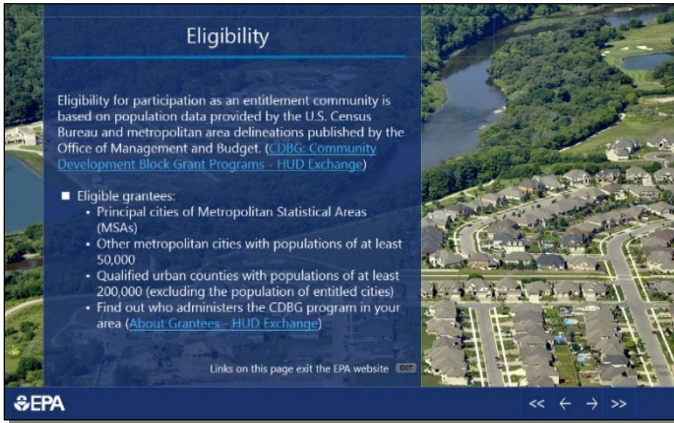 Eligibility
Eligibility for participation as an entitlement community is
based on population data provided by the U.S. Census
Bureau and metropolitan area delineations published by the
Office of Management and Budget. (CDBG: Community
Development Block Grant Programs - HUD Exchange)
■ Eligible grantees:
▪ Principal cities of Metropolitan Statistical Areas
(MSAs)
▪ Other metropolitan cities with populations of at least
50,000
▪ Qualified urban counties with populations of at least
200,000 (excluding the population of entitled cities)
▪ Find out who administers the CDBG program in your
area (About Grantees - HUD Exchange)
Links on this page exit the EPA website EXIT
EPA
<< ← → >>